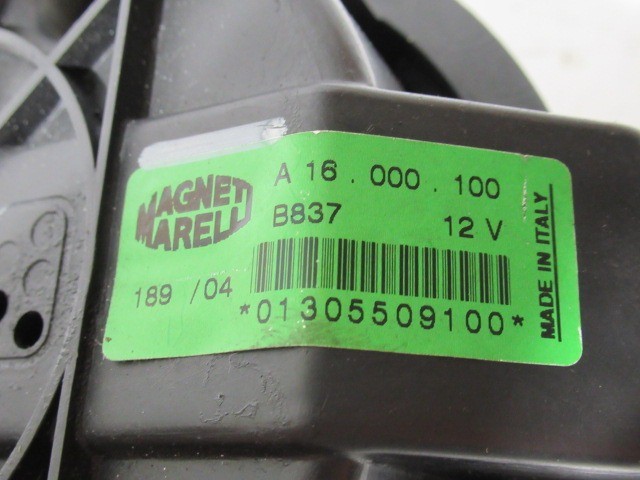 MAGNETI
MARELLI
A 16 . 000 . 100
B837 12 V
189 /04
*01305509100*
MADE IN ITALY